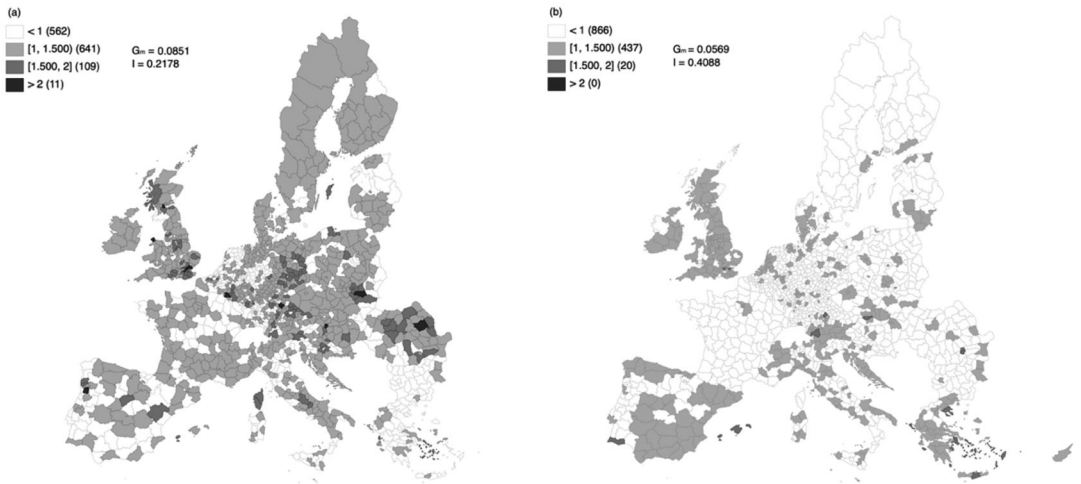 (a)
< 1 (562)
[1, 1.500) (641)
[1.500, 2] (109)
> 2 (11)
Gm = 0.0851
I = 0.2178
(b)
< 1 (866)
[1, 1.500) (437)
[1.500, 2] (20)
> 2 (0)
Gm = 0.0569
I = 0.4088